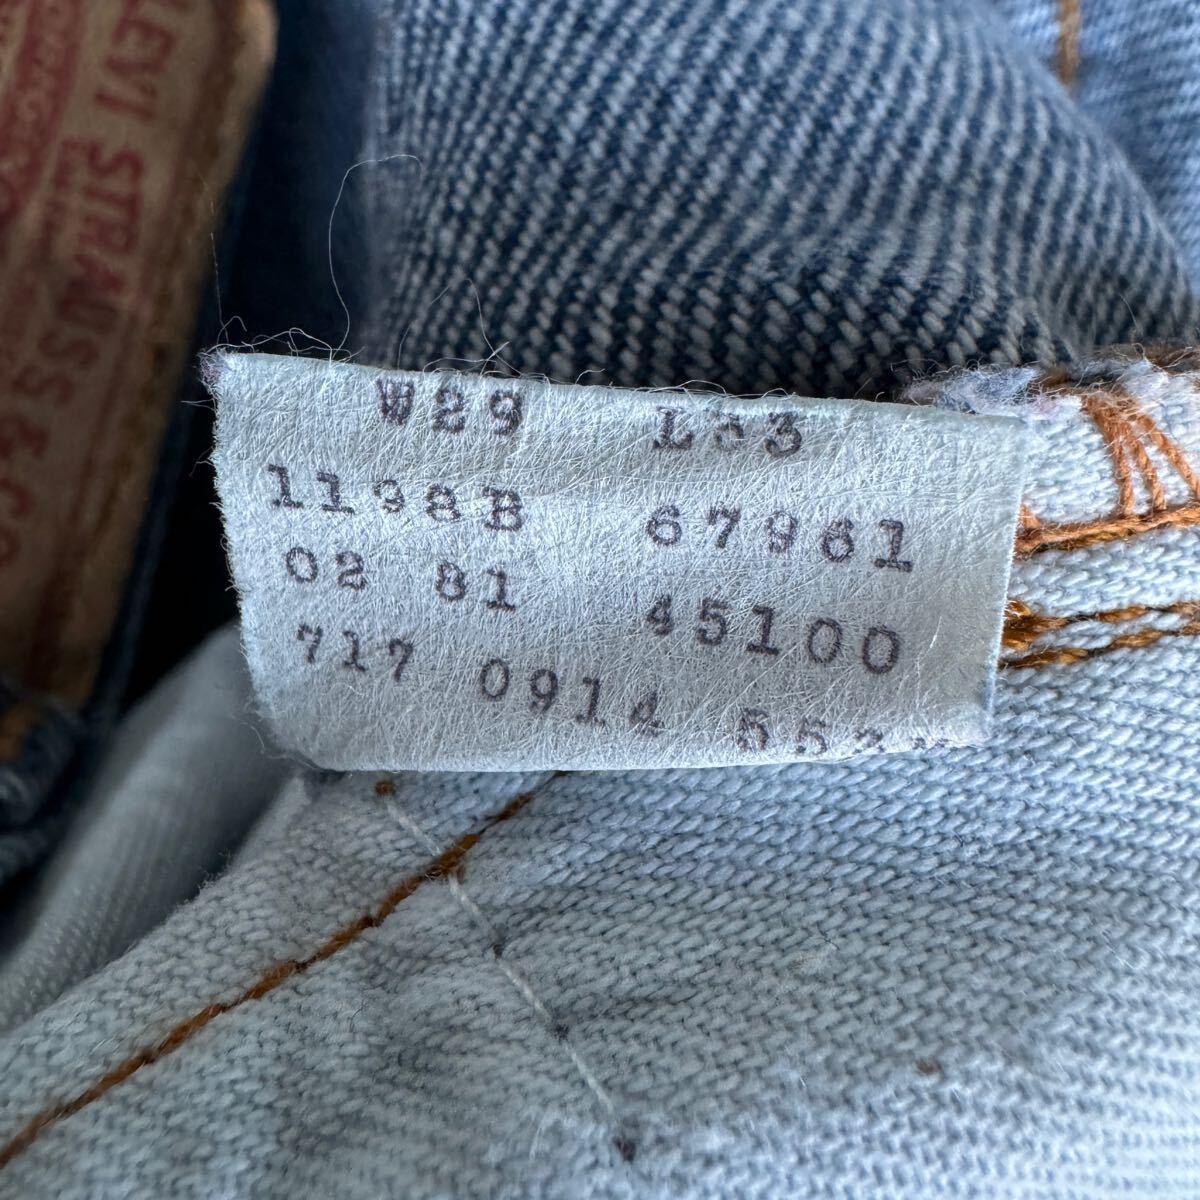 LEVI STRAUSS & CO
W29 L33
1198B 67961
02 81 45100
717 0914